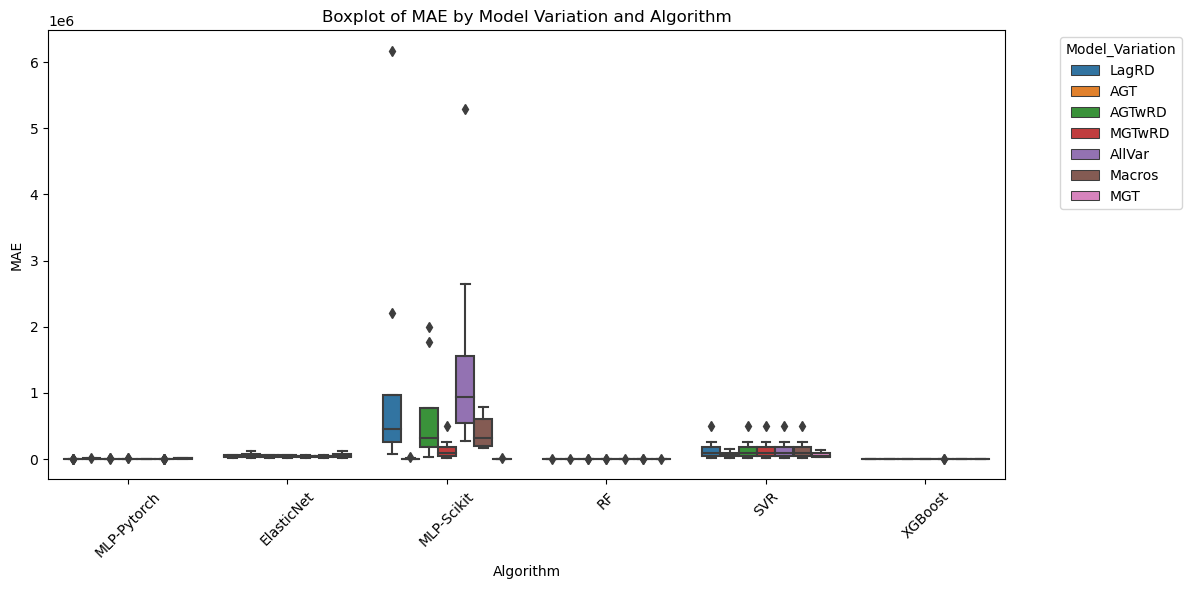 Boxplot of MAE by Model Variation and Algorithm
1e6
6
5
4
3
2
1
0
MAE
MLP-Pytorch
ElasticNet
MLP-Scikit
RF
SVR
XGBoost
Algorithm
Model_Variation
LagRD
AGT
AGTwRD
MGTwRD
AllVar
Macros
MGT